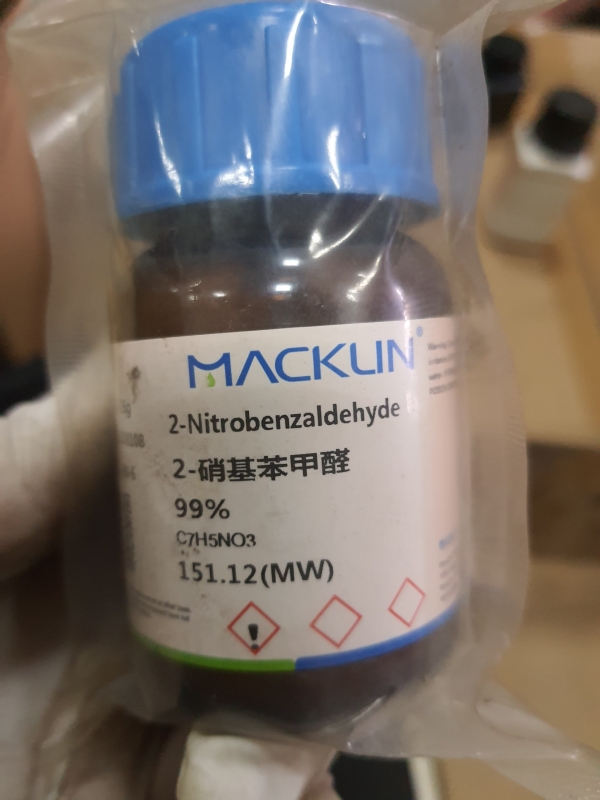 MACKLIN®
2-Nitrobenzaldehyde
2-硝基苯甲醛
99%
C7H5NO3
151.12(MW)